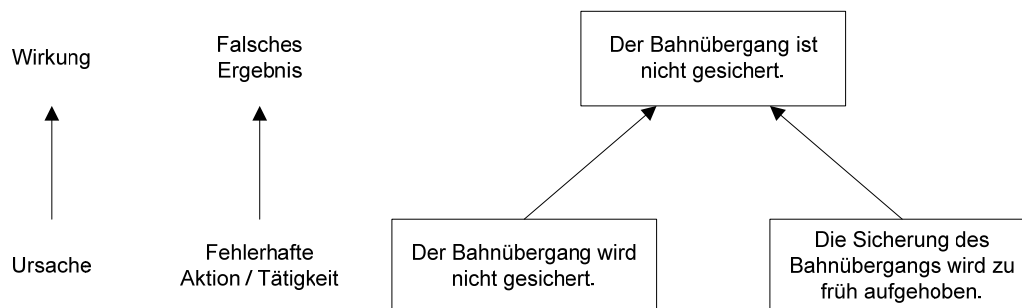 Wirkung
Falsches
Ergebnis
Der Bahnübergang ist
nicht gesichert.
Ursache
Fehlerhafte
Aktion / Tätigkeit
Der Bahnübergang wird
nicht gesichert.
Die Sicherung des
Bahnübergangs wird zu
früh aufgehoben.